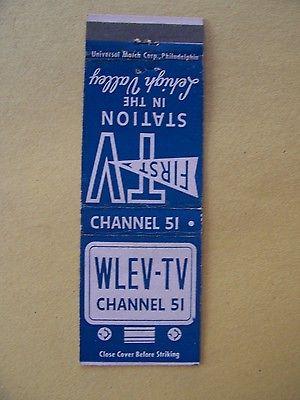 Universal Match Corp., Philadelphia
FIRST
TV
STATION
IN THE
Lehigh Valley
CHANNEL 51
WLEV-TV
CHANNEL 51
Close Cover Before Striking